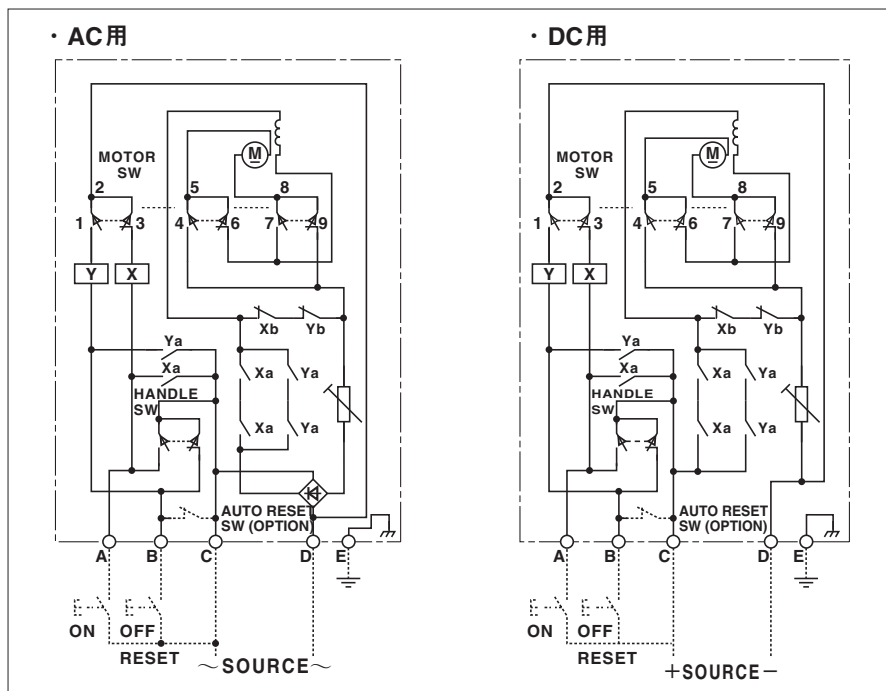 ・AC用
MOTOR
SW
2
1
3
5
4
6
8
7
9
M
Y
X
Xb
Yb
Ya
Xa
HANDLE
SW
Xa
Ya
Xa
Ya
AUTO RESET
SW (OPTION)
A
B
C
D
E
ON
OFF
RESET
～SOURCE～
・DC用
MOTOR
SW
2
1
3
5
4
6
8
7
9
M
Y
X
Xb
Yb
Ya
Xa
HANDLE
SW
Xa
Ya
Xa
Ya
AUTO RESET
SW (OPTION)
A
B
C
D
E
ON
OFF
RESET
+SOURCE−